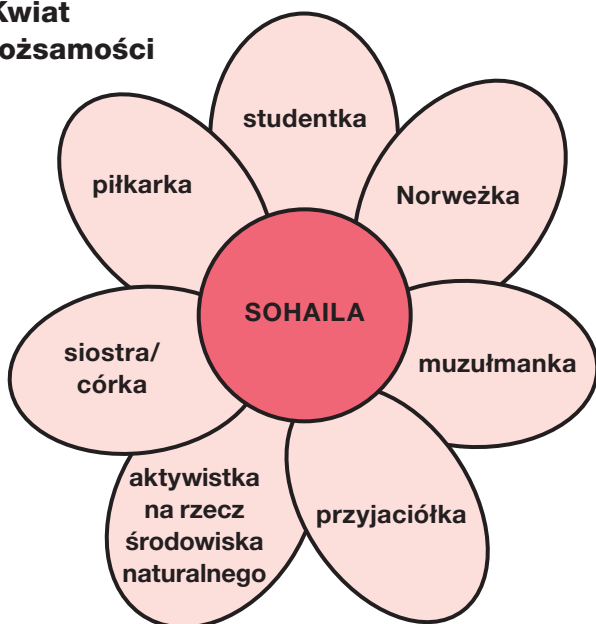 Kwiat
ożsamości
studentka
piłkarka
Norweżka
SOHAILA
siostra/
córka
muzułmanka
aktywistka
na rzecz
środowiska
naturalnego
przyjaciółka